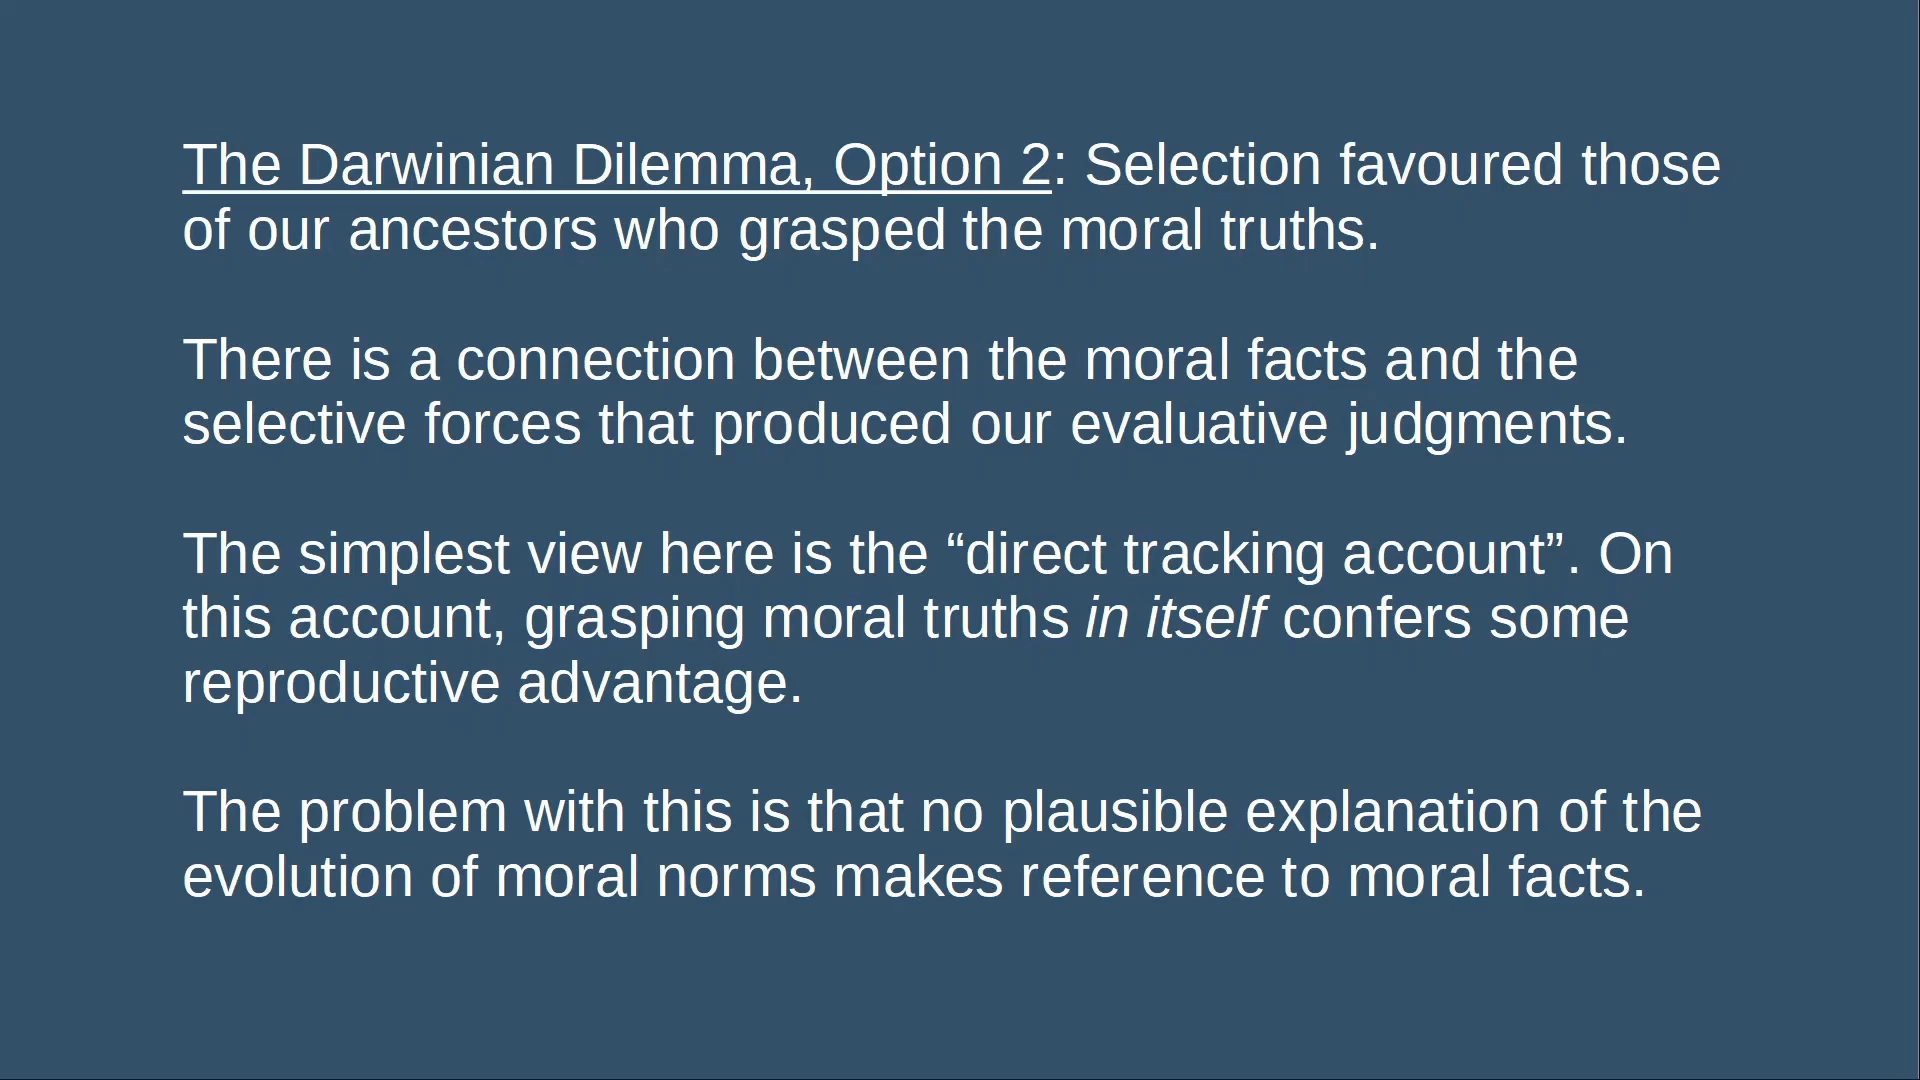 The Darwinian Dilemma, Option 2: Selection favoured those
of our ancestors who grasped the moral truths.
There is a connection between the moral facts and the
selective forces that produced our evaluative judgments.
The simplest view here is the “direct tracking account”. On
this account, grasping moral truths in itself confers some
reproductive advantage.
The problem with this is that no plausible explanation of the
evolution of moral norms makes reference to moral facts.